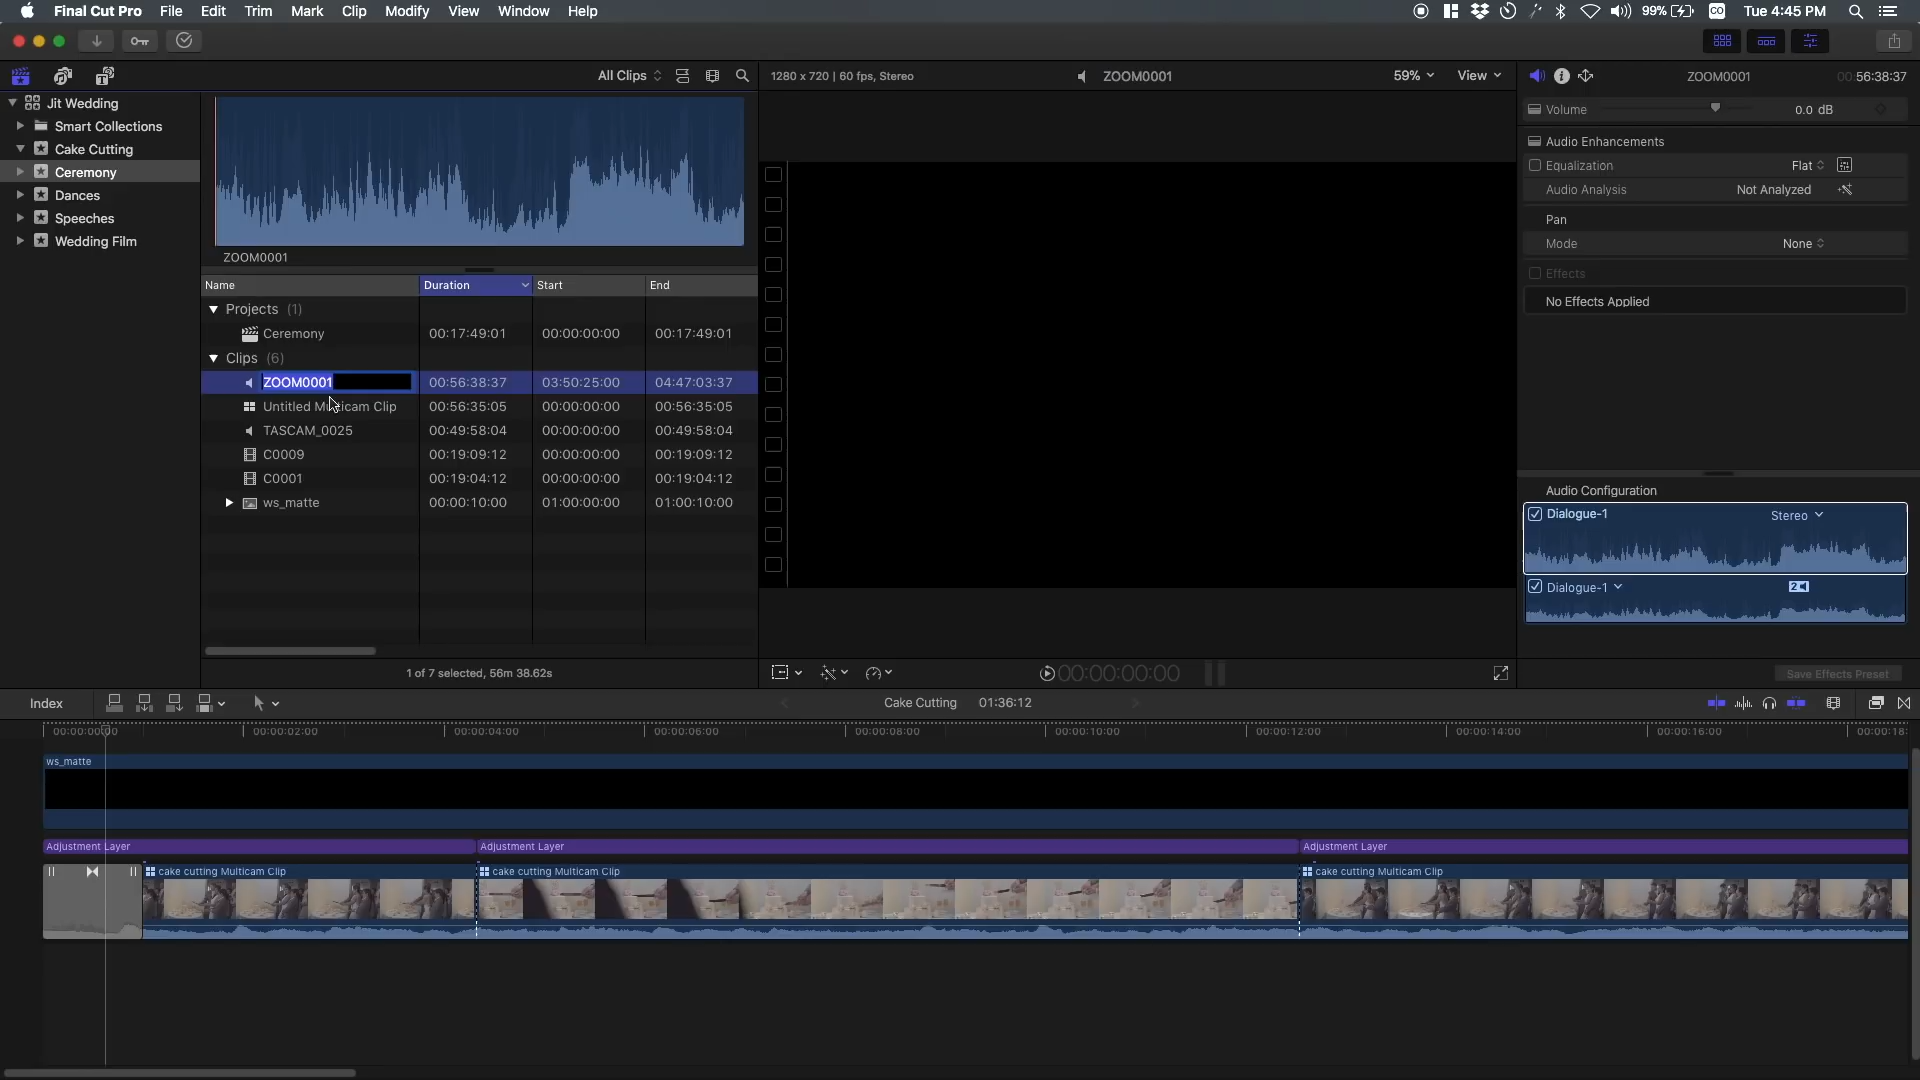 Final Cut Pro File Edit Trim Mark Clip Modify View Window Help 99% CO Tue 4:45 PM
All Clips 1280 x 720 | 60 fps, Stereo ZOOM0001 59% View ZOOM0001 00:56:38:37
Jit Wedding
Smart Collections
Cake Cutting
Ceremony
Dances
Speeches
Wedding Film
ZOOM0001
Name Duration Start End
Projects (1)
Ceremony 00:17:49:01 00:00:00:00 00:17:49:01
Clips (6)
ZOOM0001 00:56:38:37 03:50:25:00 04:47:03:37
Untitled Multicam Clip 00:56:35:05 00:00:00:00 00:56:35:05
TASCAM_0025 00:49:58:04 00:00:00:00 00:49:58:04
C0009 00:19:09:12 00:00:00:00 00:19:09:12
C0001 00:19:04:12 00:00:00:00 00:19:04:12
ws_matte 00:00:10:00 01:00:00:00 01:00:10:00
1 of 7 selected, 56m 38.62s
00:00:00:00
Volume 0.0 dB
Audio Enhancements
Equalization Flat
Audio Analysis Not Analyzed
Pan
Mode None
Effects
No Effects Applied
Audio Configuration
Dialogue-1 Stereo
Dialogue-1 2
Save Effects Preset
Index Cake Cutting 01:36:12
00:00:00:00 00:00:02:00 00:00:04:00 00:00:06:00 00:00:08:00 00:00:10:00 00:00:12:00 00:00:14:00 00:00:16:00 00:00:18:
ws_matte
Adjustment Layer Adjustment Layer Adjustment Layer
cake cutting Multicam Clip cake cutting Multicam Clip cake cutting Multicam Clip